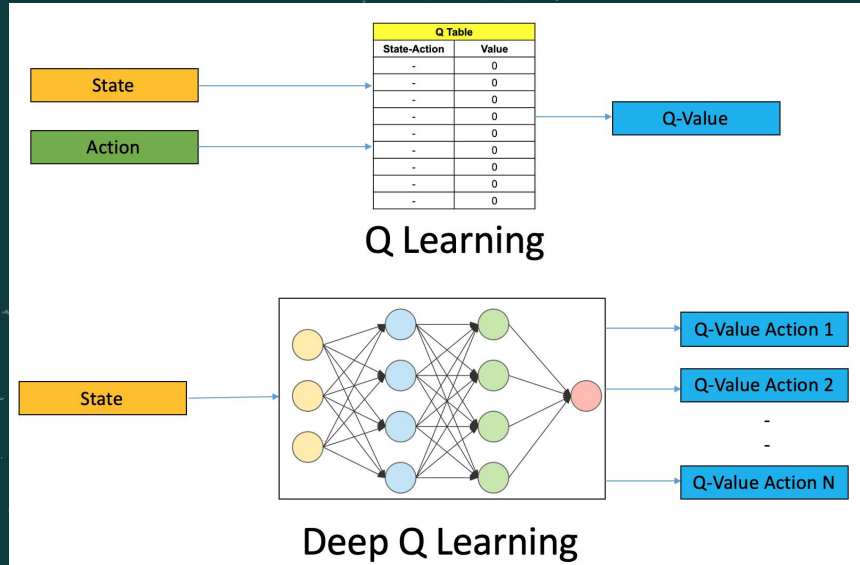 Q Table
State-Action Value
- 0
- 0
- 0
- 0
- 0
- 0
- 0
- 0
- 0
State
Action
Q-Value
Q Learning
State
Q-Value Action 1
Q-Value Action 2
-
-
Q-Value Action N
Deep Q Learning